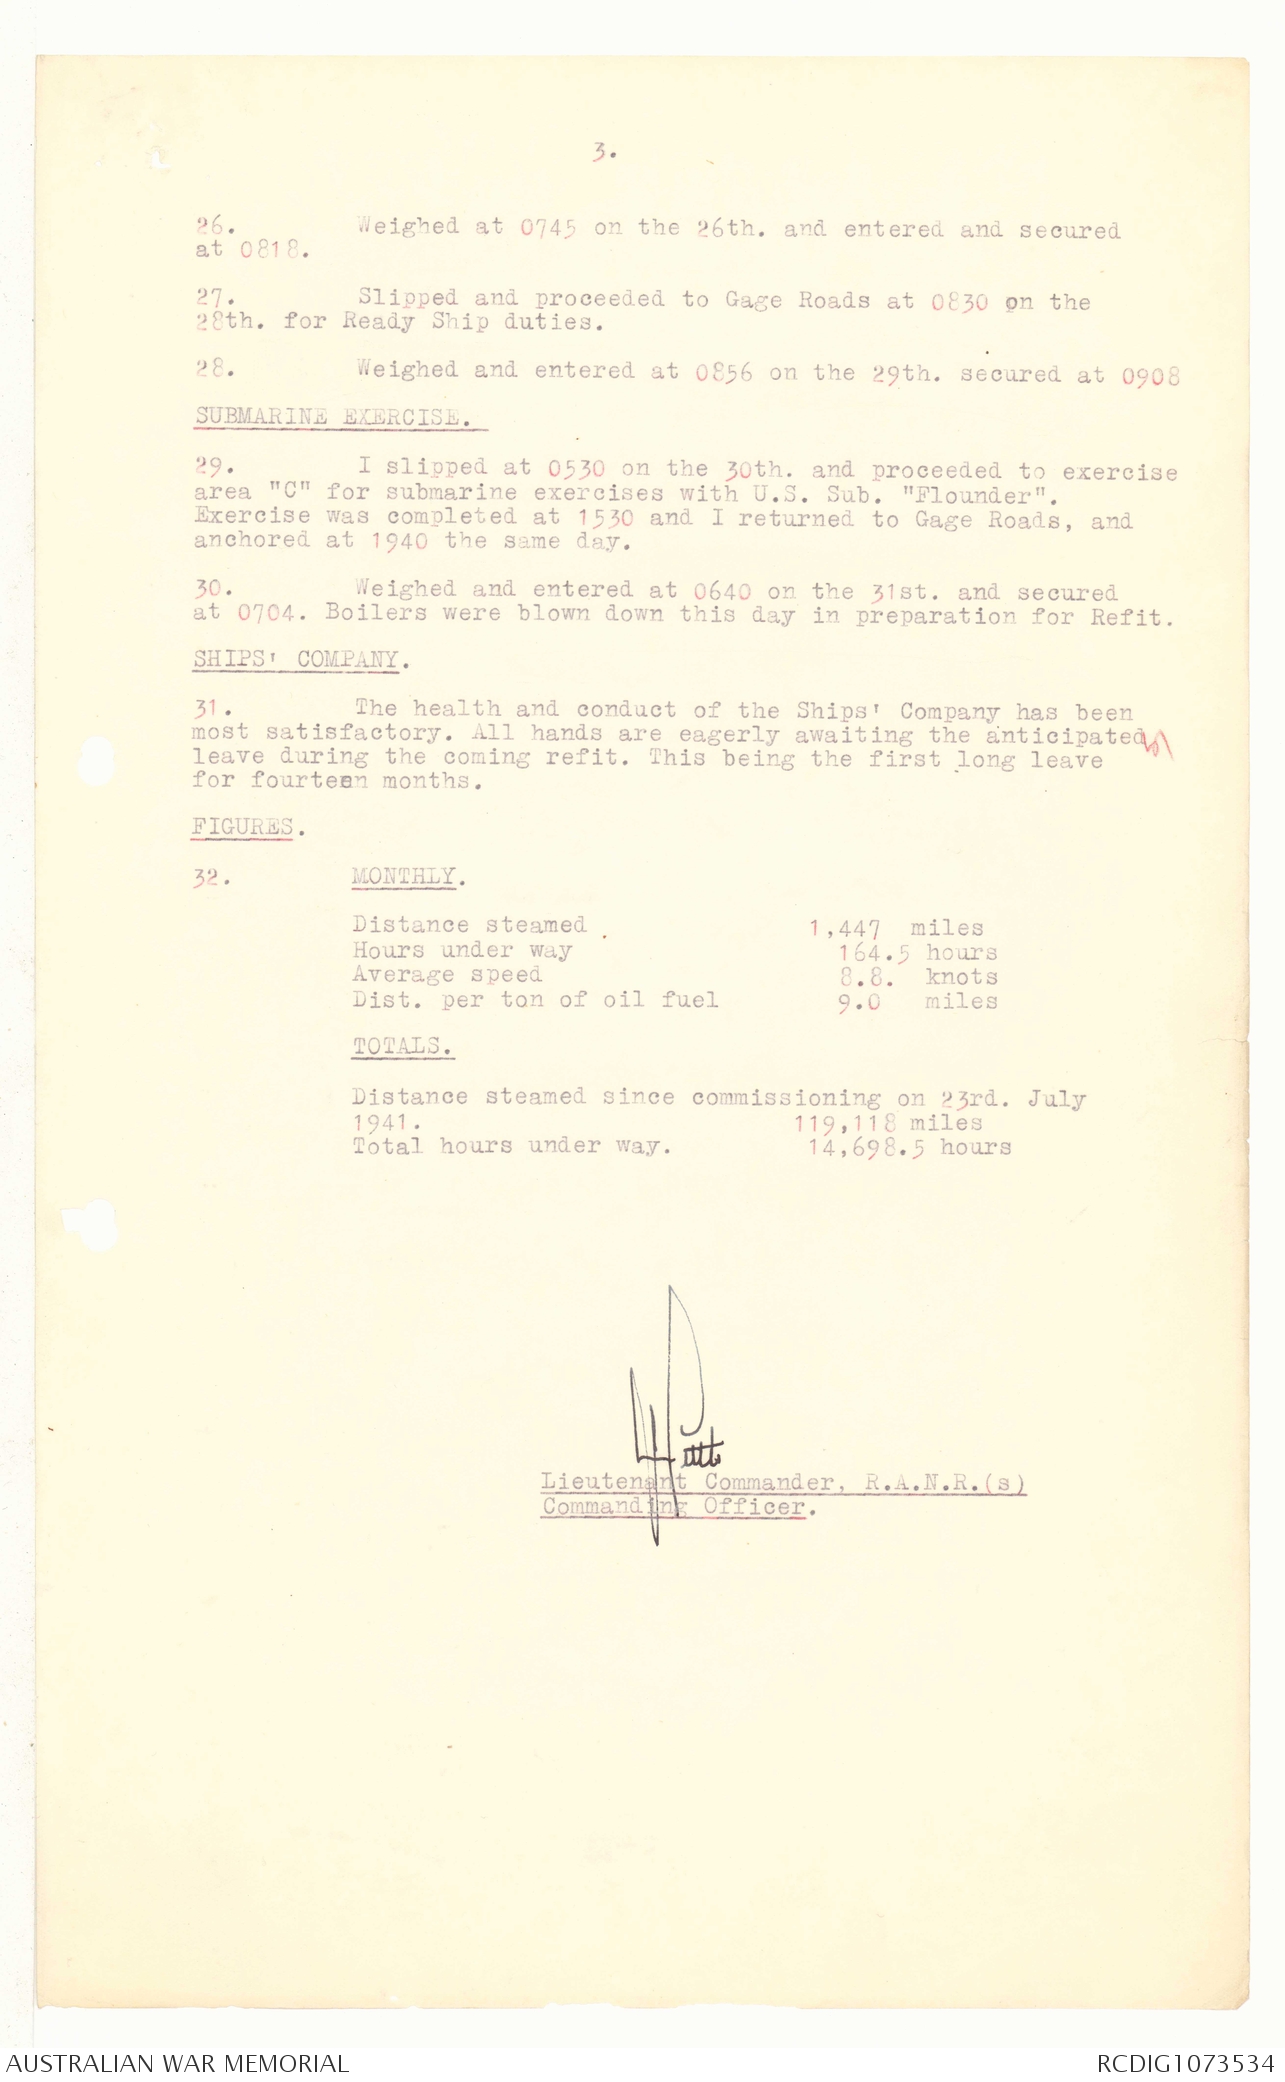 3.
26. Weighed at 0745 on the 26th. and entered and secured
at 0818.
27. Slipped and proceeded to Gage Roads at 0830 on the
28th. for Ready Ship duties.
28. Weighed and entered at 0856 on the 29th. secured at 0908
SUBMARINE EXERCISE.
29. I slipped at 0530 on the 30th. and proceeded to exercise
area "C" for submarine exercises with U.S. Sub. "Flounder".
Exercise was completed at 1530 and I returned to Gage Roads, and
anchored at 1940 the same day.
30. Weighed and entered at 0640 on the 31st. and secured
at 0704. Boilers were blown down this day in preparation for Refit.
SHIPS' COMPANY.
31. The health and conduct of the Ships' Company has been
most satisfactory. All hands are eagerly awaiting the anticipated
leave during the coming refit. This being the first long leave
for fourteen months.
FIGURES.
32. MONTHLY.
Distance steamed 1,447 miles
Hours under way 164.5 hours
Average speed 8.8. knots
Dist. per ton of oil fuel 9.0 miles
TOTALS.
Distance steamed since commissioning on 23rd. July
1941. 119,118 miles
Total hours under way. 14,698.5 hours
Lieutenant Commander, R.A.N.R.(s)
Commanding Officer.
AUSTRALIAN WAR MEMORIAL
RCDIG1073534